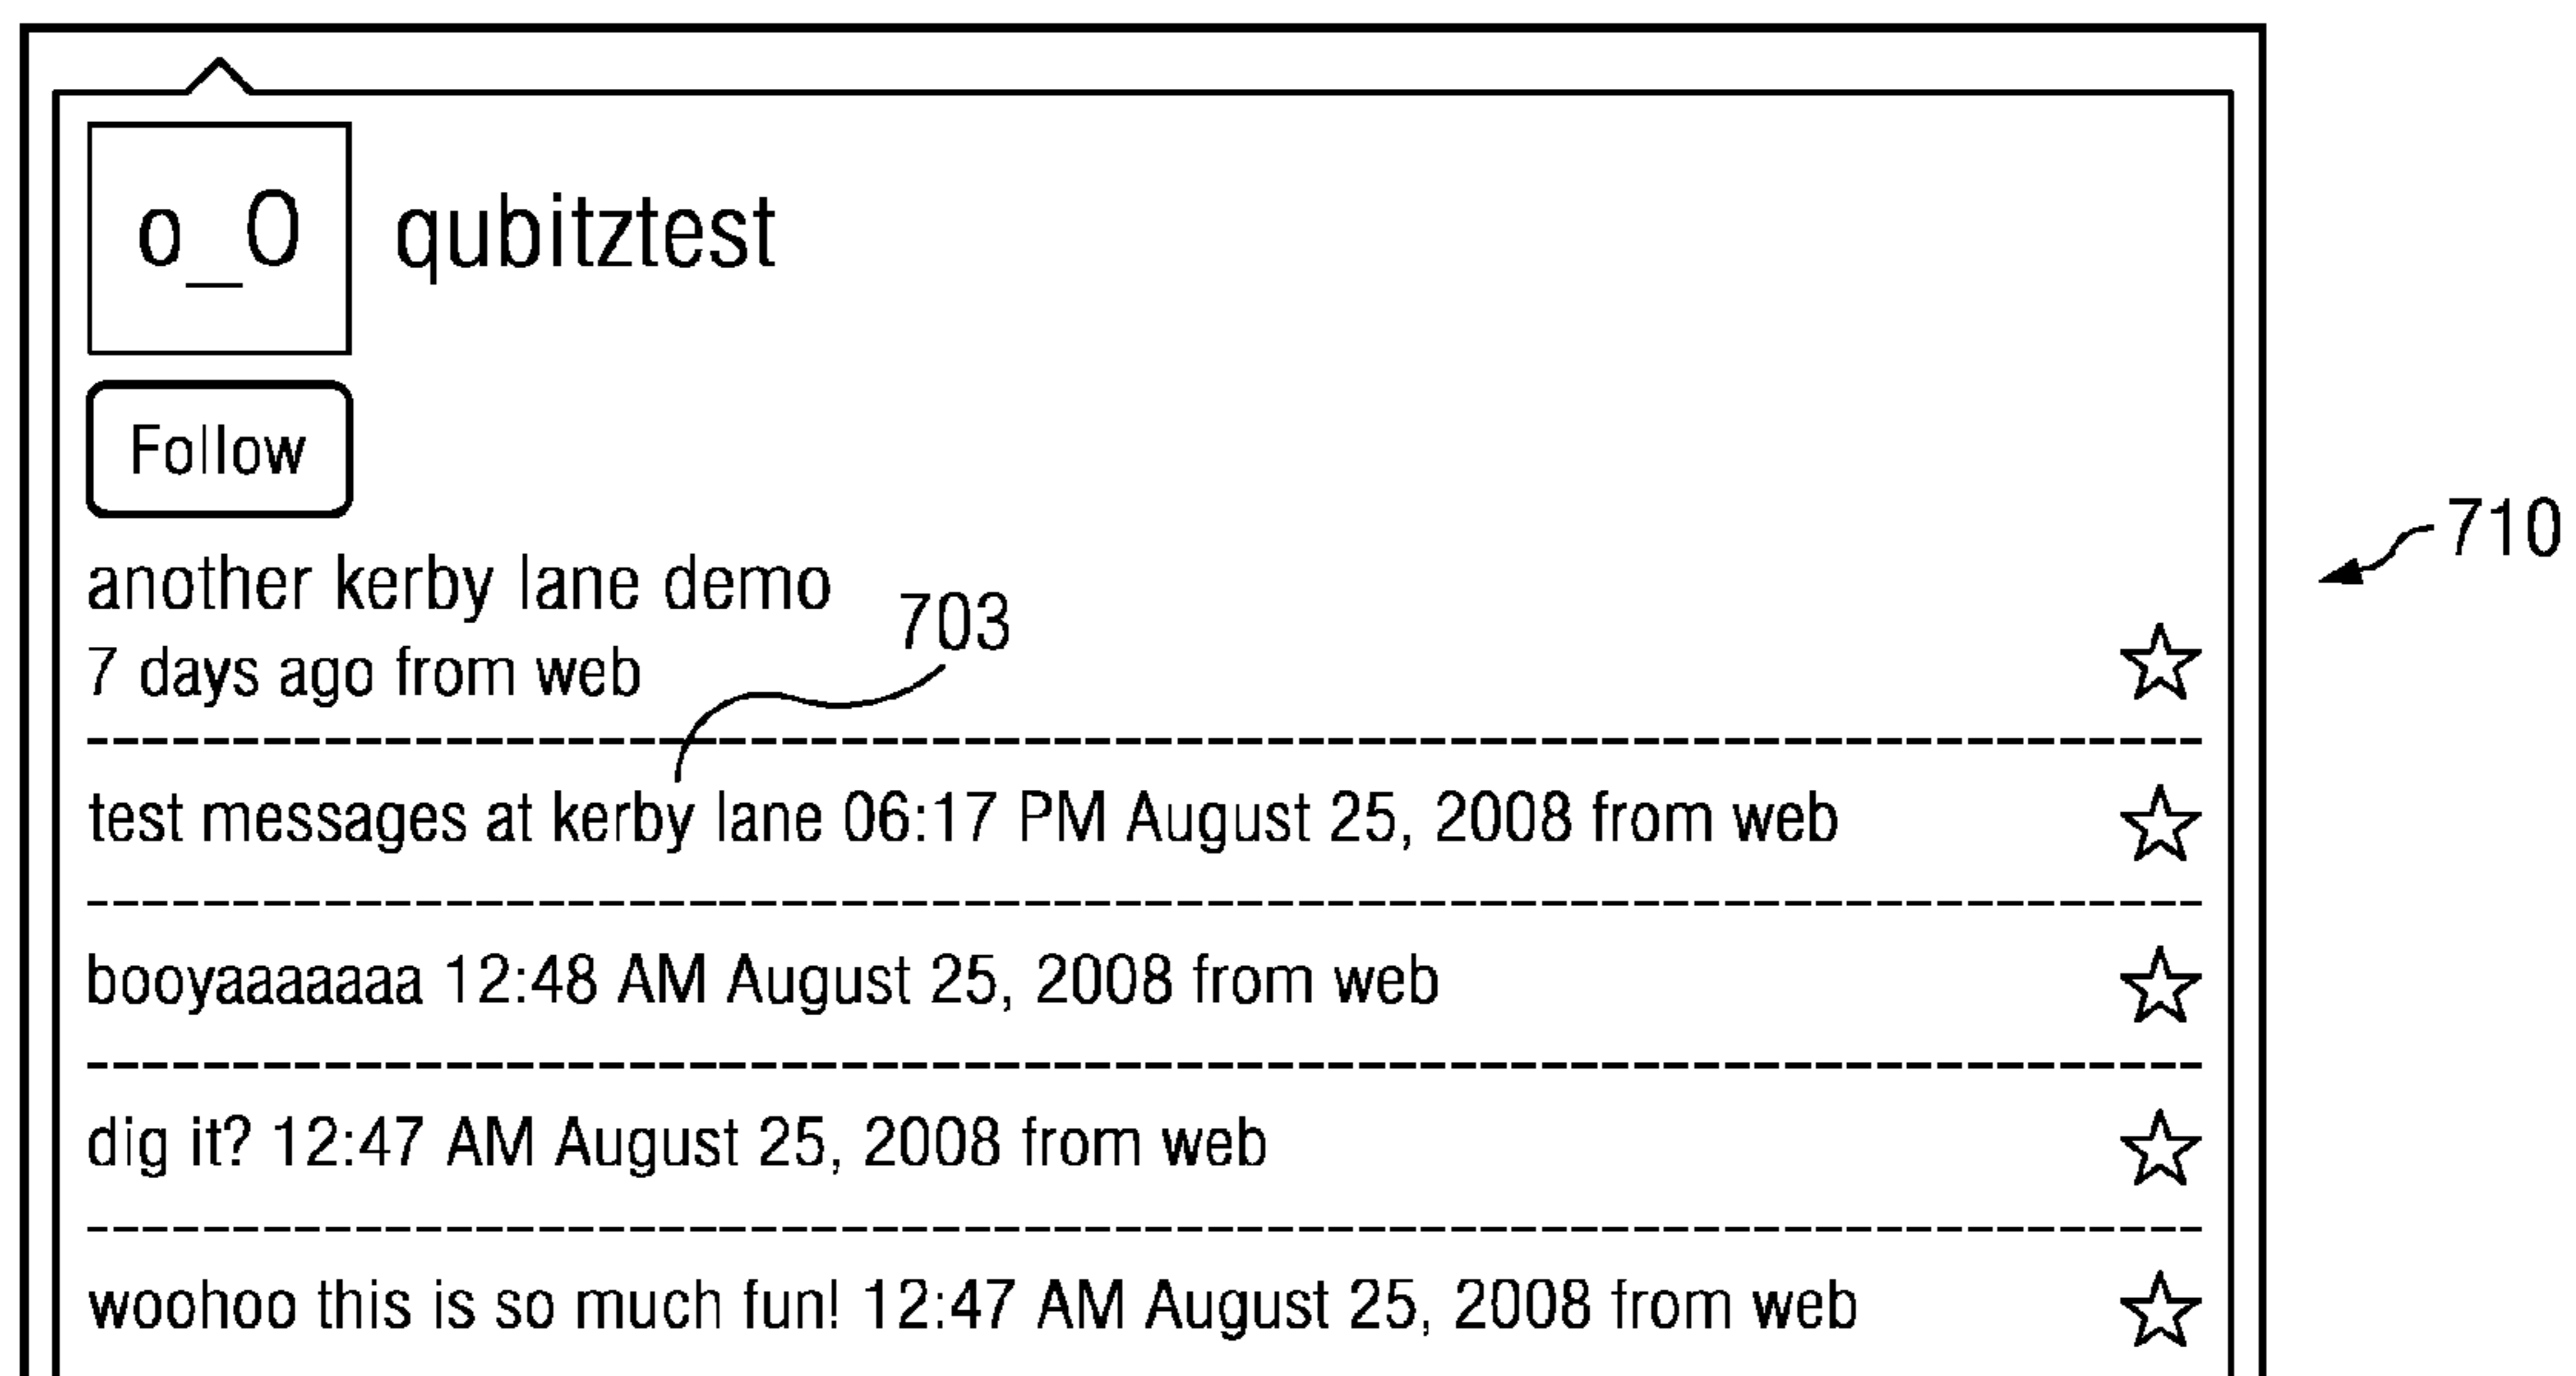 o_O qubitztest
Follow
710
another kerby lane demo
703
7 days ago from web
test messages at kerby lane 06:17 PM August 25, 2008 from web
booyaaaaaaa 12:48 AM August 25, 2008 from web
dig it? 12:47 AM August 25, 2008 from web
woohoo this is so much fun! 12:47 AM August 25, 2008 from web